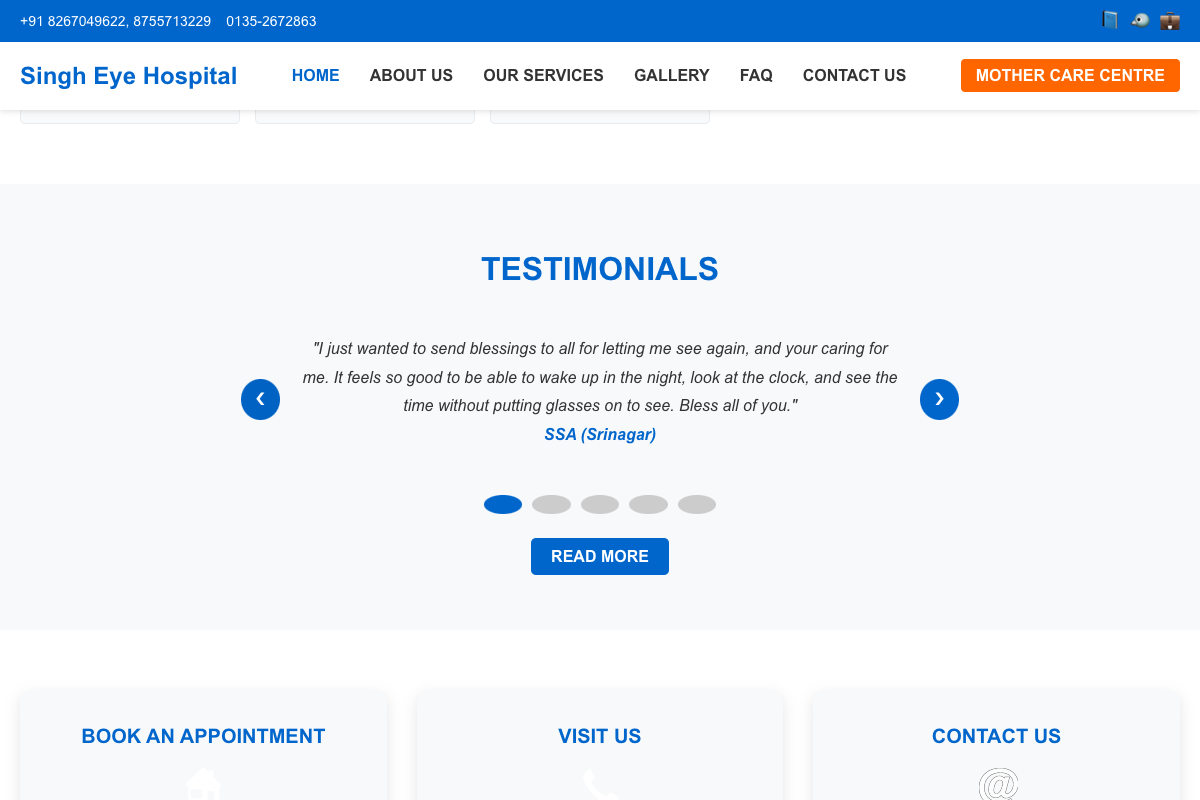 +91 8267049622, 8755713229 0135-2672863
Singh Eye Hospital
HOME ABOUT US OUR SERVICES GALLERY FAQ CONTACT US
MOTHER CARE CENTRE
TESTIMONIALS
"I just wanted to send blessings to all for letting me see again, and your caring for
me. It feels so good to be able to wake up in the night, look at the clock, and see the
time without putting glasses on to see. Bless all of you."
SSA (Srinagar)
‹
›
READ MORE
BOOK AN APPOINTMENT
VISIT US
CONTACT US
@